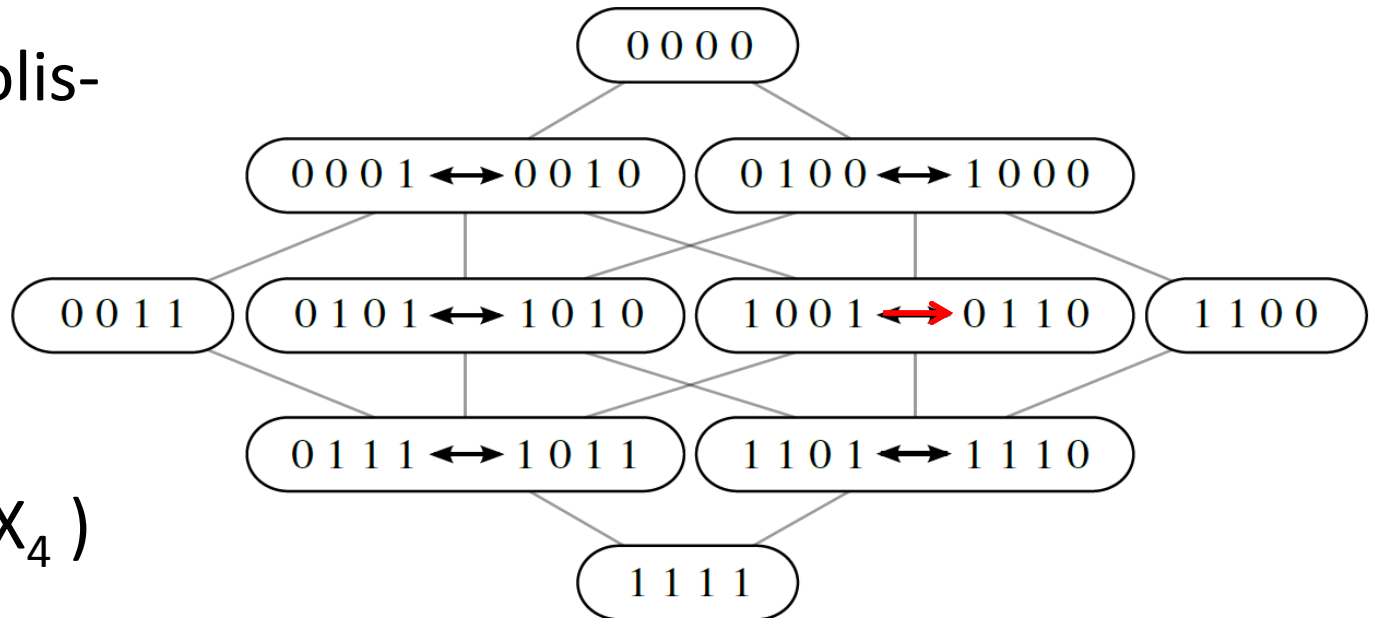 0 0 0 0
olis-
0 0 0 1 ↔ 0 0 1 0 0 1 0 0 ↔ 1 0 0 0
0 0 1 1 0 1 0 1 ↔ 1 0 1 0 1 0 0 1 ↔ 0 1 1 0 1 1 0 0
0 1 1 1 ↔ 1 0 1 1 1 1 0 1 ↔ 1 1 1 0
X₄ )
1 1 1 1